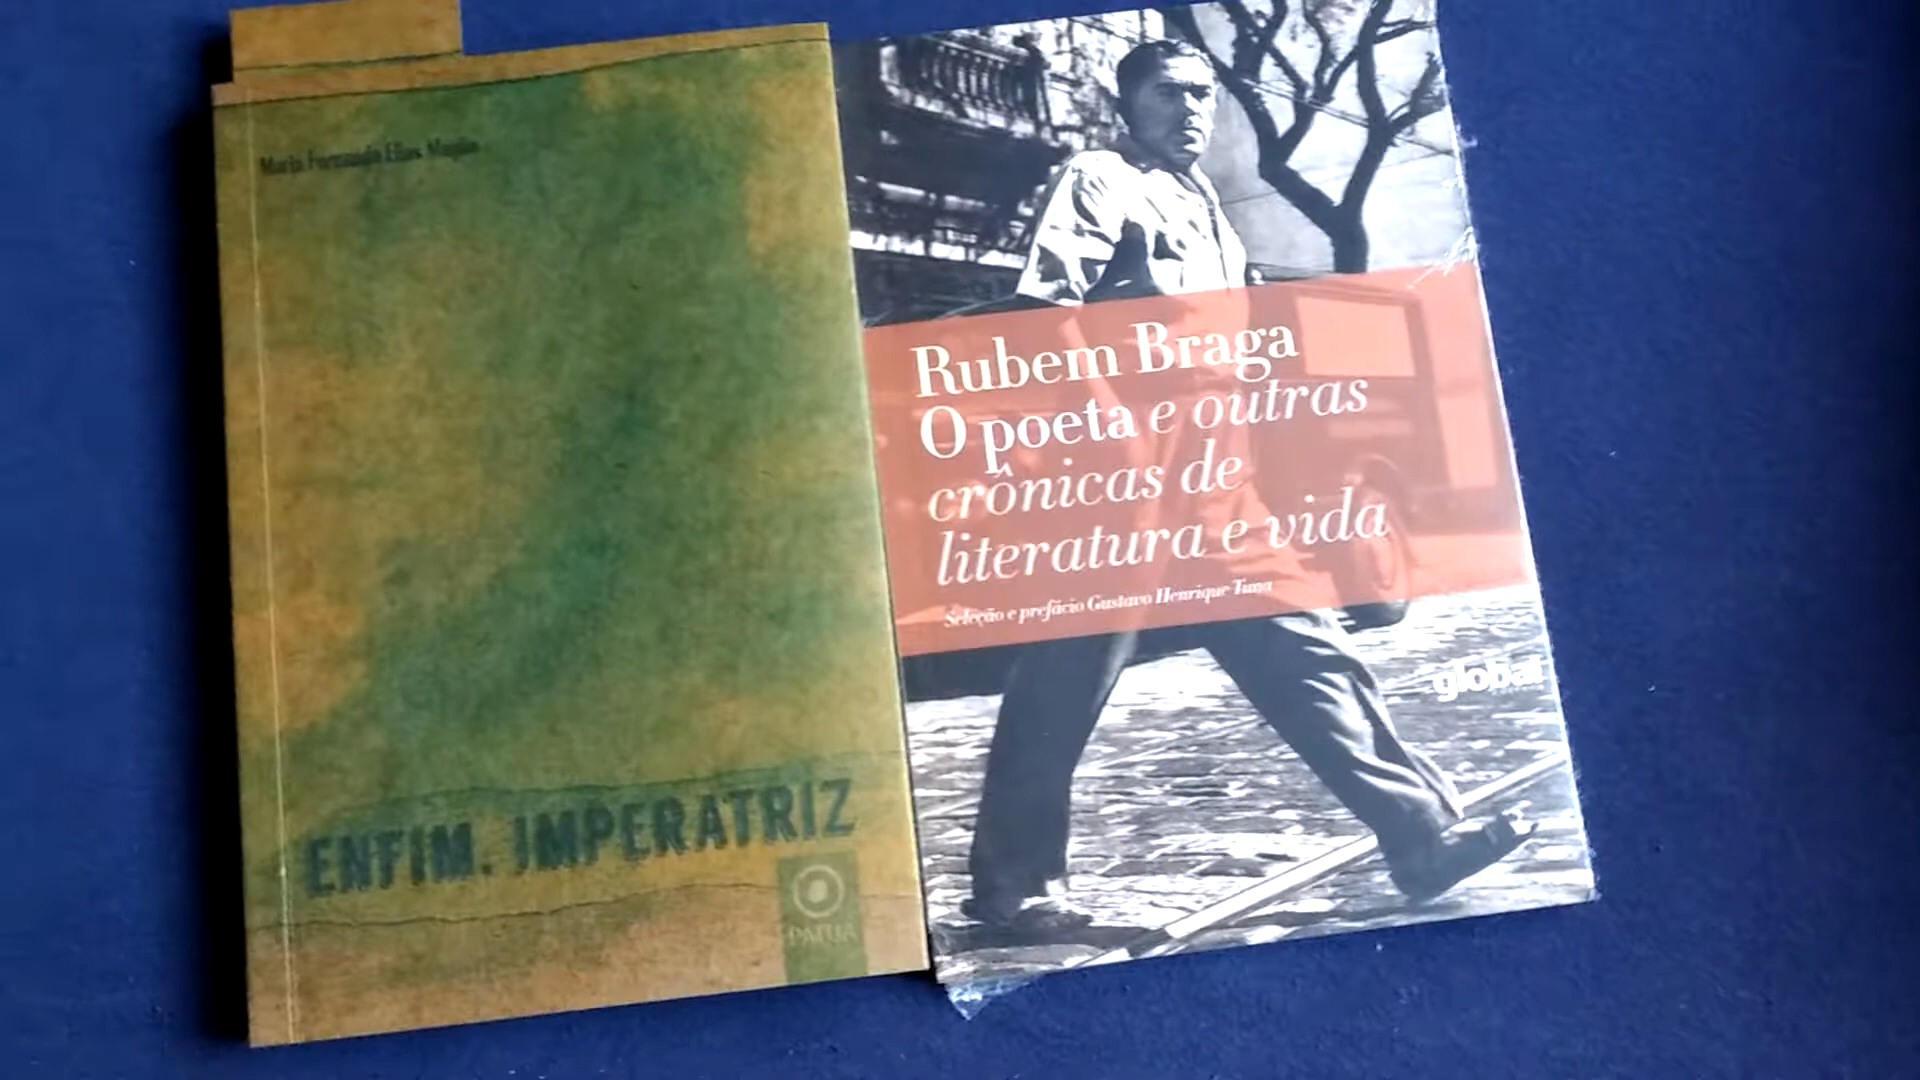 Maria Fernanda Elias Maglio
ENFIM, IMPERATRIZ
PATUÁ
Rubem Braga
O poeta e outras
crônicas de
literatura e vida
Seleção e prefácio Gustavo Henrique Tuna
global